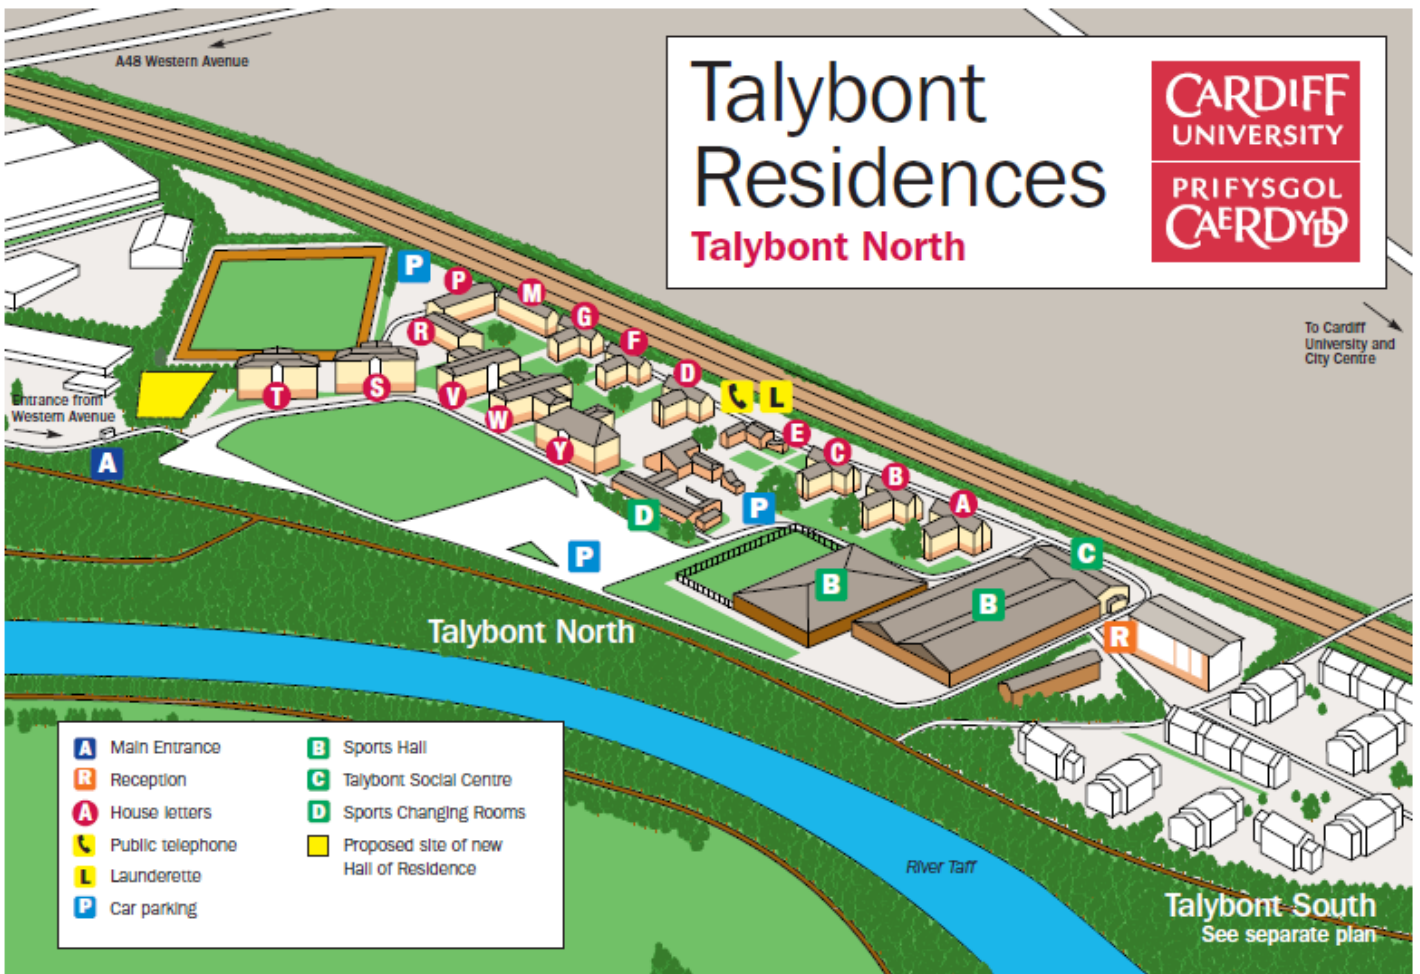 A48 Western Avenue
Talybont
Residences
Talybont North
CARDIFF
UNIVERSITY
PRIFYSGOL
CAERDYDD
To Cardiff
University and
City Centre
P
P
M
G
R
F
D
L
T
S
V
W
Y
E
C
B
A
Entrance from
Western Avenue
A
D
P
P
B
B
C
R
Talybont North
A Main Entrance
R Reception
A House letters
Public telephone
L Launderette
P Car parking
B Sports Hall
C Talybont Social Centre
D Sports Changing Rooms
Proposed site of new
Hall of Residence
River Taff
Talybont South
See separate plan